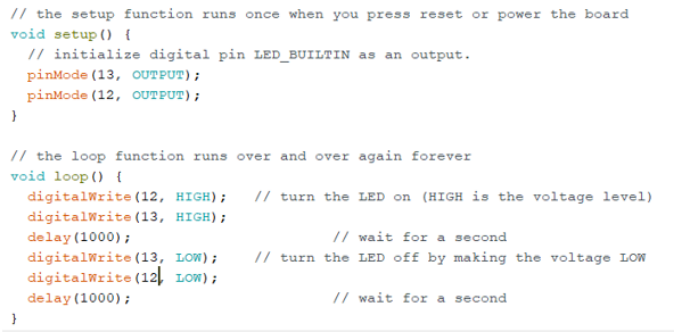 // the setup function runs once when you press reset or power the board
void setup() {
  // initialize digital pin LED_BUILTIN as an output.
  pinMode(13, OUTPUT);
  pinMode(12, OUTPUT);
}

// the loop function runs over and over again forever
void loop() {
  digitalWrite(12, HIGH);   // turn the LED on (HIGH is the voltage level)
  digitalWrite(13, HIGH);
  delay(1000);                       // wait for a second
  digitalWrite(13, LOW);    // turn the LED off by making the voltage LOW
  digitalWrite(12, LOW);
  delay(1000);                       // wait for a second
}